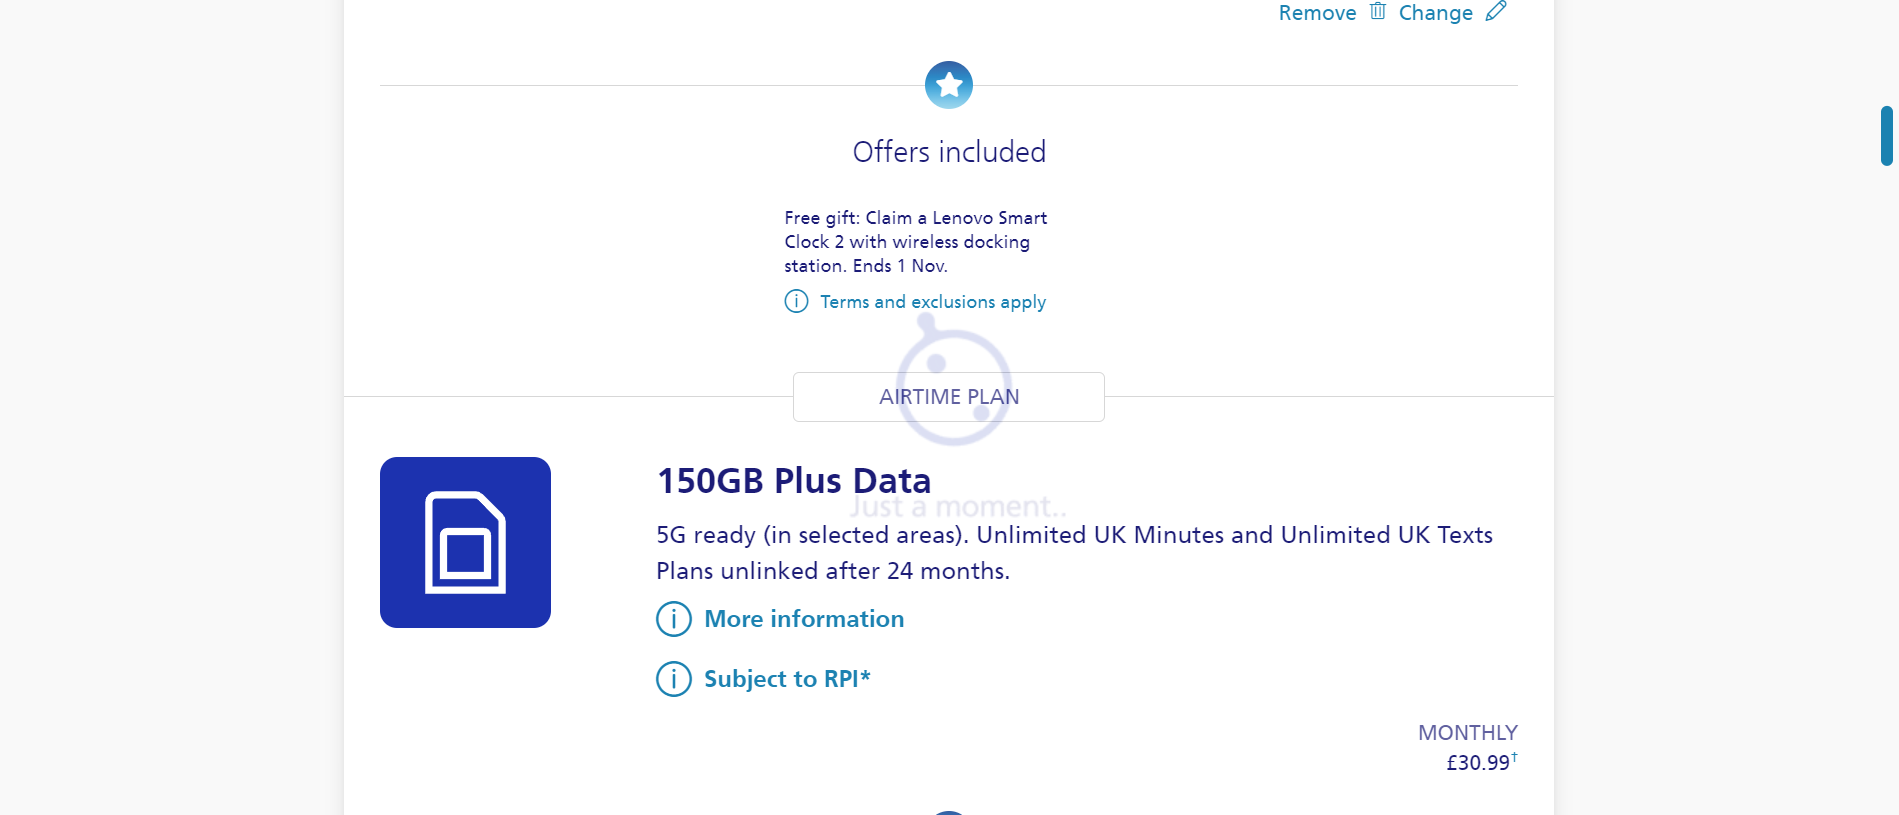 Remove Change
Offers included
Free gift: Claim a Lenovo Smart
Clock 2 with wireless docking
station. Ends 1 Nov.
Terms and exclusions apply
AIRTIME PLAN
150GB Plus Data
Just a moment..
5G ready (in selected areas). Unlimited UK Minutes and Unlimited UK Texts
Plans unlinked after 24 months.
More information
Subject to RPI*
MONTHLY
£30.99†